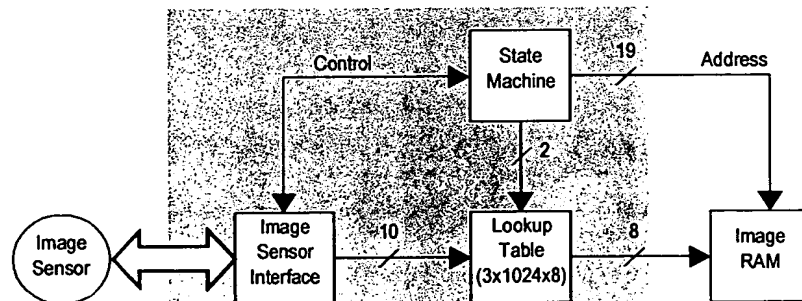 State
Machine
19
Control
Address
2
Image
Sensor
Image
Sensor
Interface
10
Lookup
Table
(3x1024x8)
8
Image
RAM